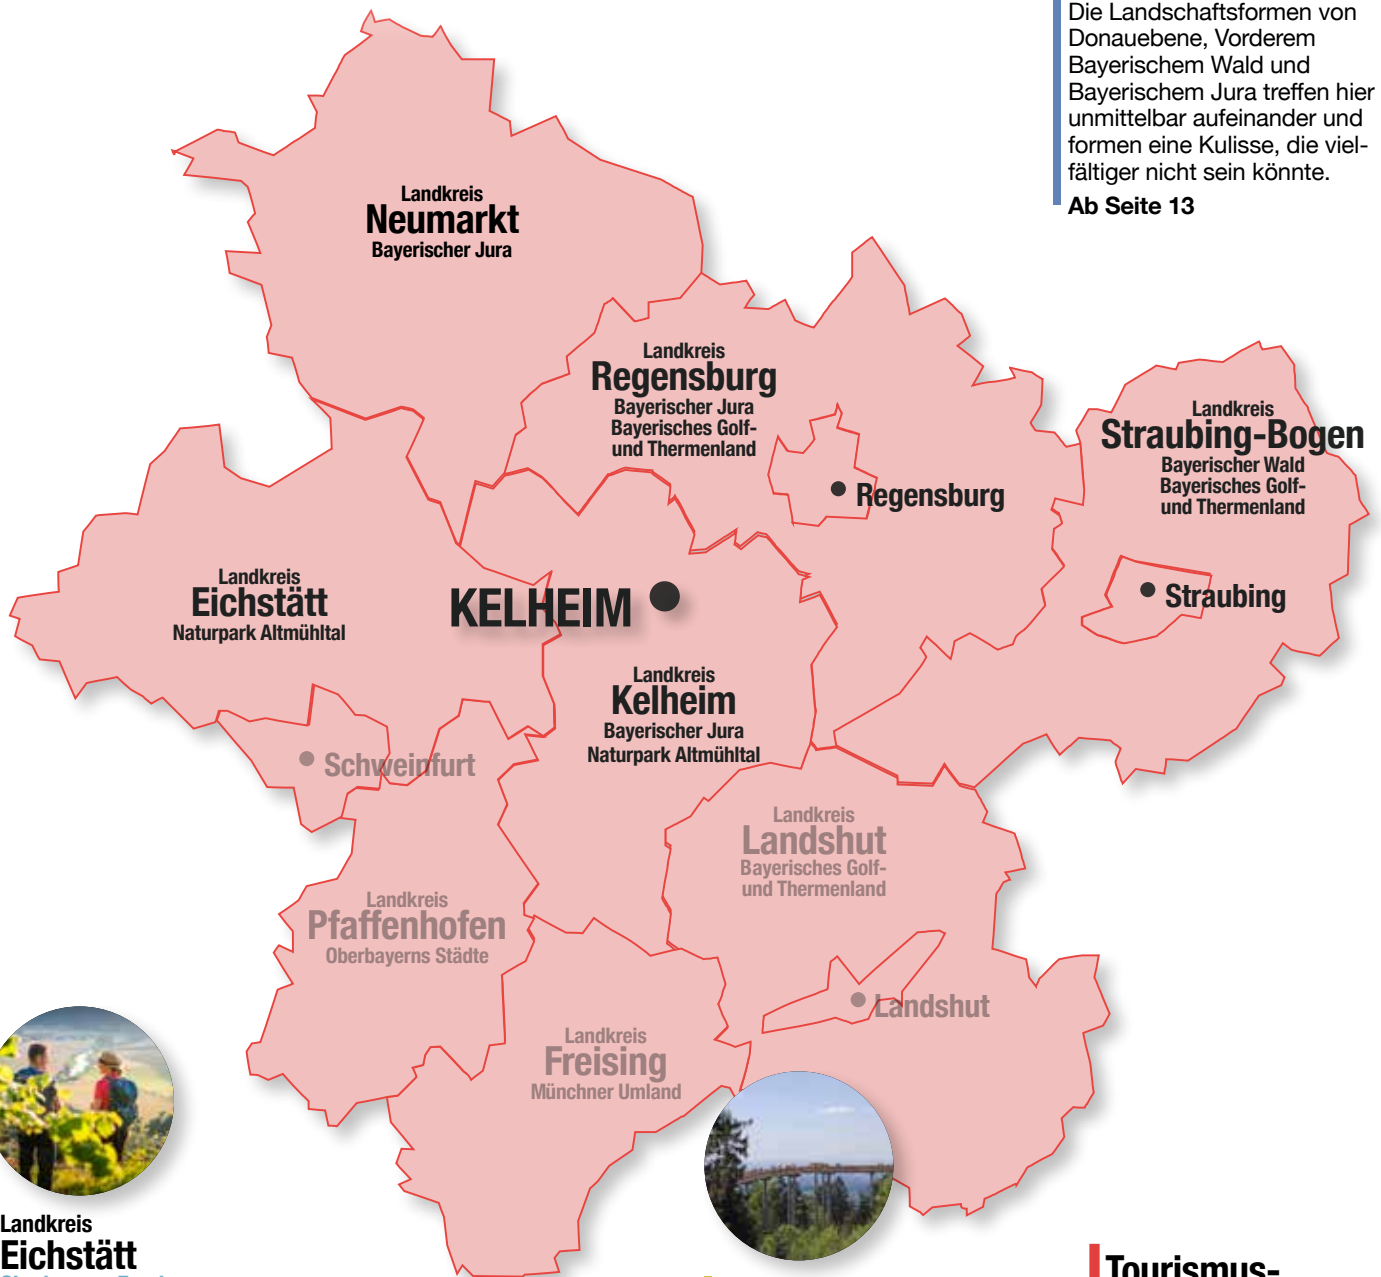 Die Landschaftsformen von
Donauebene, Vorderem
Bayerischem Wald und
Bayerischem Jura treffen hier
unmittelbar aufeinander und
formen eine Kulisse, die viel-
fältiger nicht sein könnte.
Ab Seite 13
Landkreis
Neumarkt
Bayerischer Jura
Landkreis
Regensburg
Bayerischer Jura
Bayerisches Golf-
und Thermenland
Regensburg
Landkreis
Straubing-Bogen
Bayerischer Wald
Bayerisches Golf-
und Thermenland
Straubing
Landkreis
Eichstätt
Naturpark Altmühltal
KELHEIM
Landkreis
Kelheim
Bayerischer Jura
Naturpark Altmühltal
Schweinfurt
Landkreis
Landshut
Bayerisches Golf-
und Thermenland
Landkreis
Pfaffenhofen
Oberbayerns Städte
Landshut
Landkreis
Freising
Münchner Umland
Landkreis
Eichstätt
Tourismus-